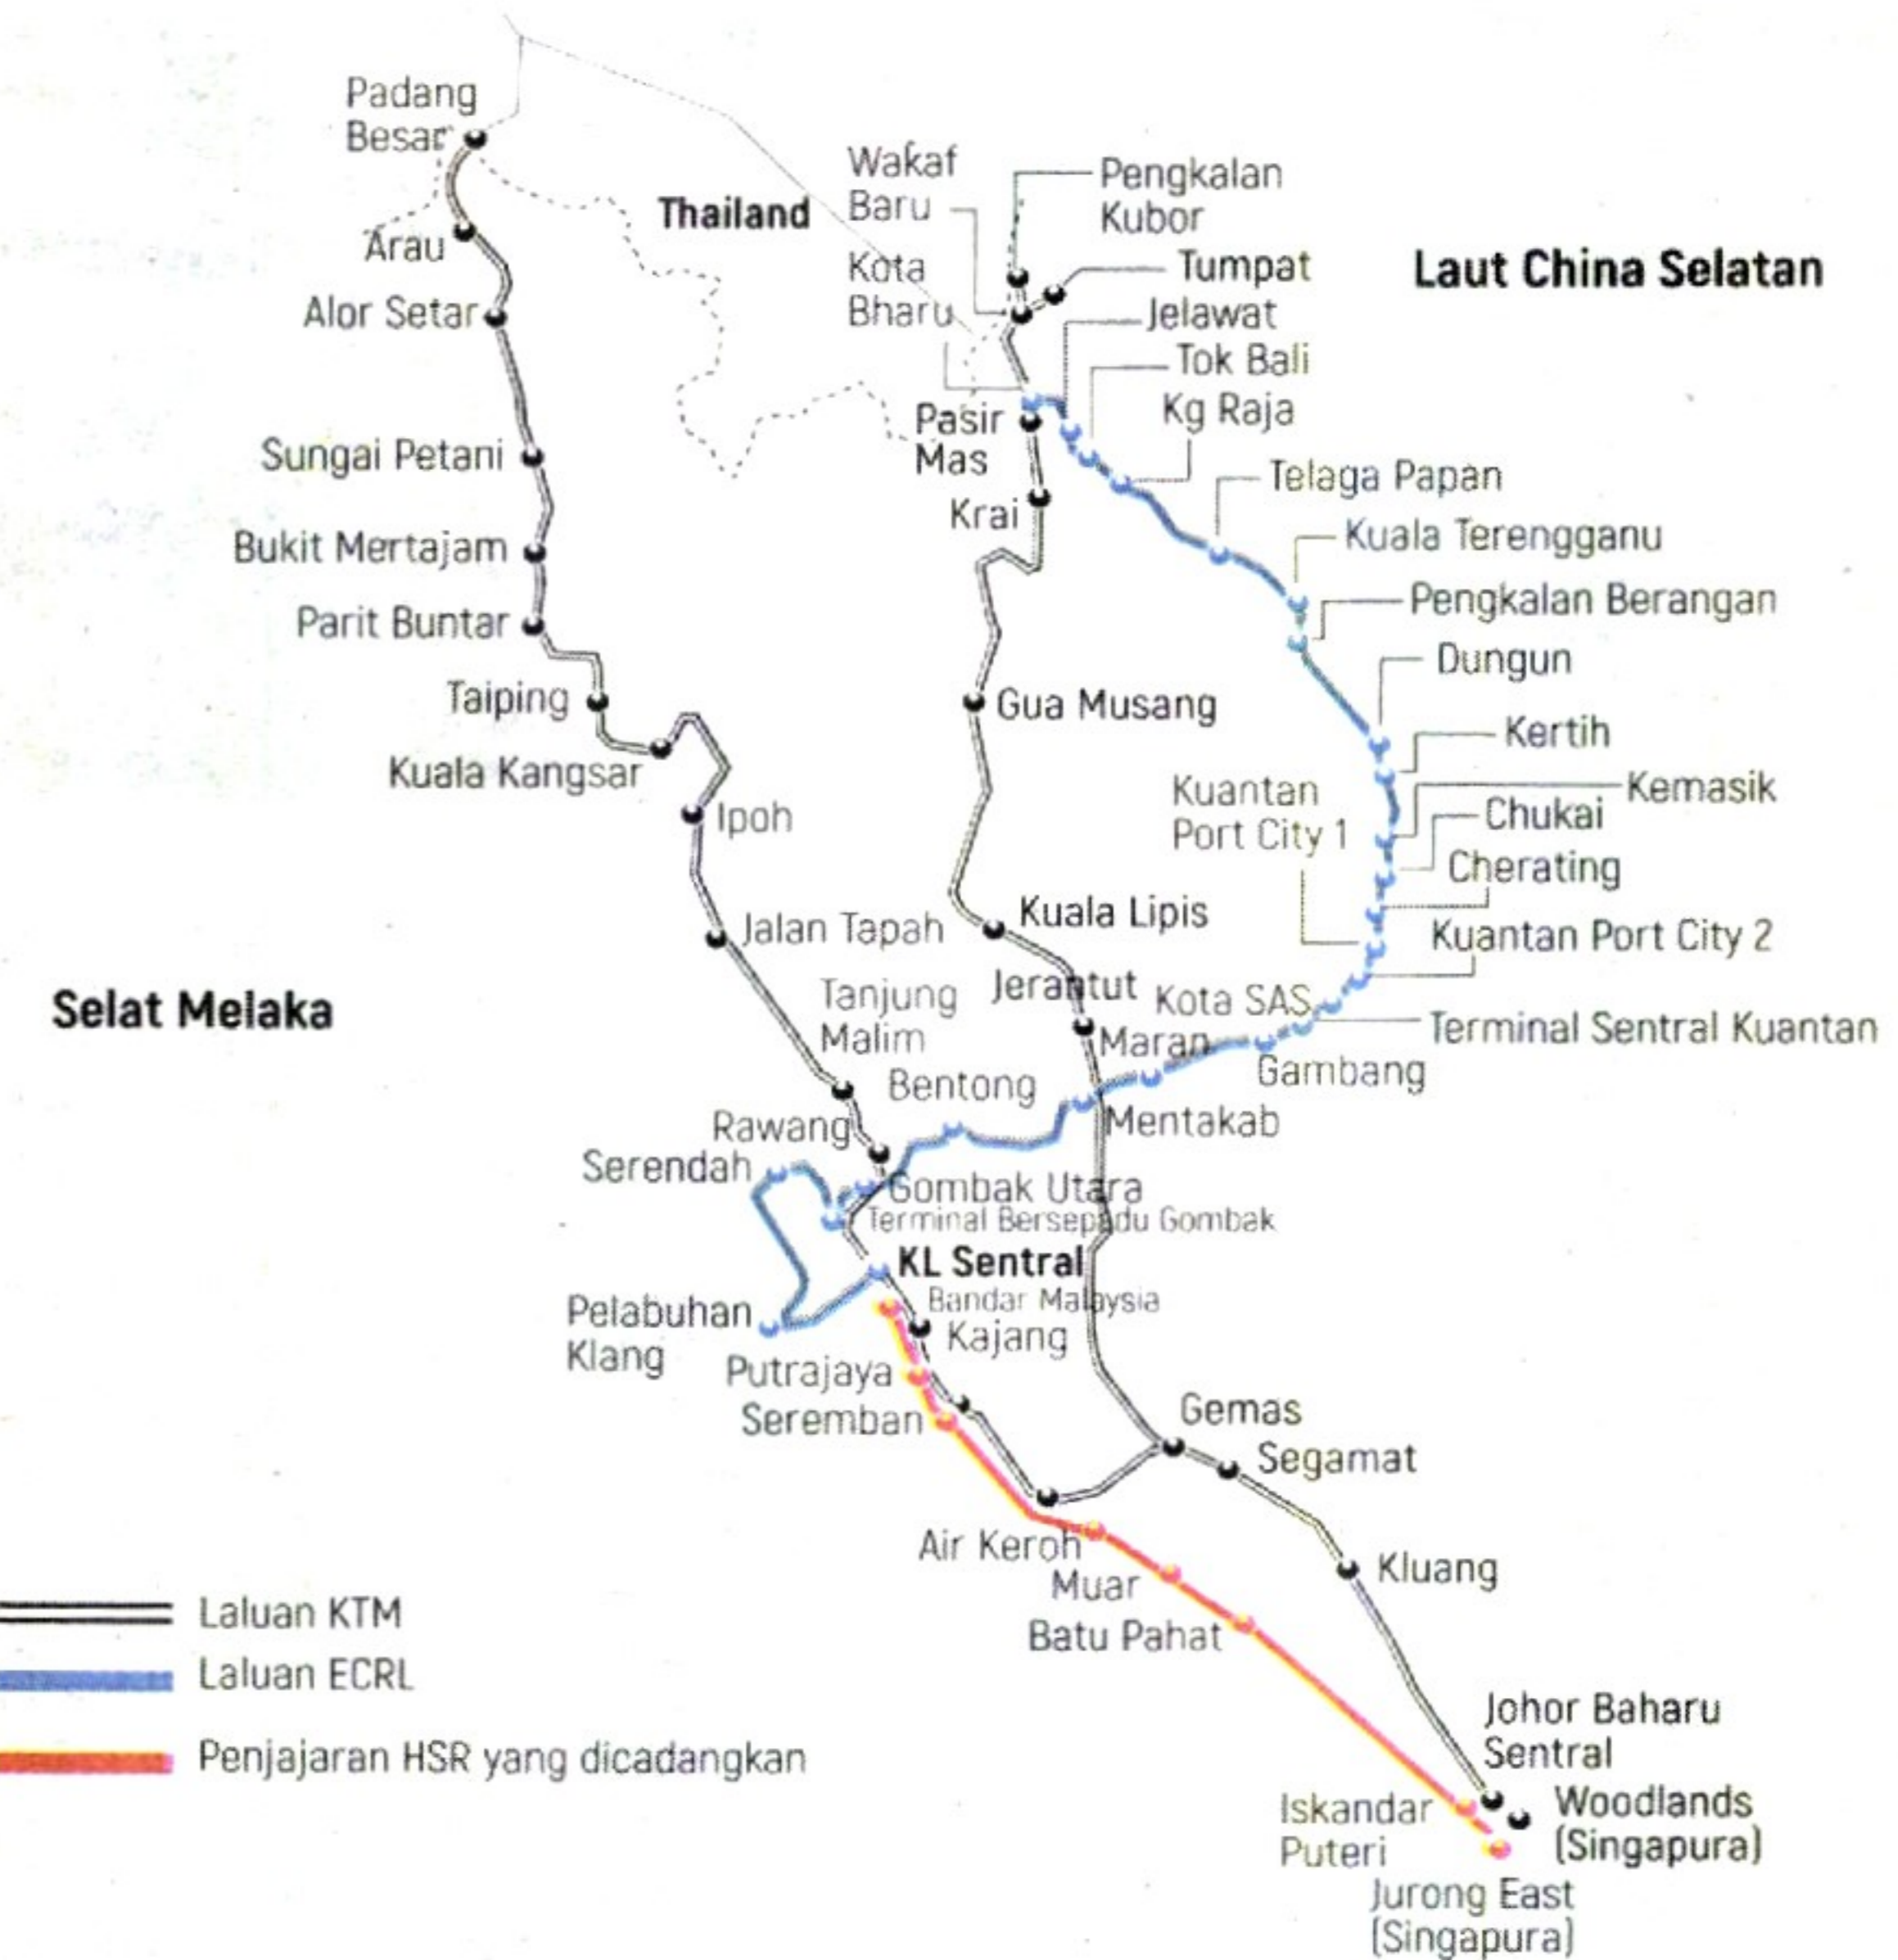 Padang
Besar
Arau
Alor Setar
Sungai Petani
Bukit Mertajam
Parit Buntar
Taiping
Kuala Kangsar
Ipoh
Jalan Tapah
Tanjung
Malim
Rawang
Thailand
Wakaf
Baru
Kota
Bharu
Pengkalan
Kubor
Tumpat
Jelawat
Tok Bali
Kg Raja
Laut China Selatan
Pasir
Mas
Krai
Gua Musang
Kuala Lipis
Jerantut
Telaga Papan
Kuala Terengganu
Pengkalan Berangan
Dungun
Kertih
Kemasik
Chukai
Cherating
Kuantan
Port City 1
Kuantan Port City 2
Kota SAS
Terminal Sentral Kuantan
Gambang
Maran
Mentakab
Bentong
Selat Melaka
Serendah
Gombak Utara
Terminal Bersepadu Gombak
KL Sentral
Bandar Malaysia
Kajang
Pelabuhan
Klang
Putrajaya
Seremban
Gemas
Segamat
Air Keroh
Muar
Batu Pahat
Kluang
Johor Baharu
Sentral
Woodlands
(Singapura)
Iskandar
Puteri
Jurong East
(Singapura)
Laluan KTM
Laluan ECRL
Penjajaran HSR yang dicadangkan